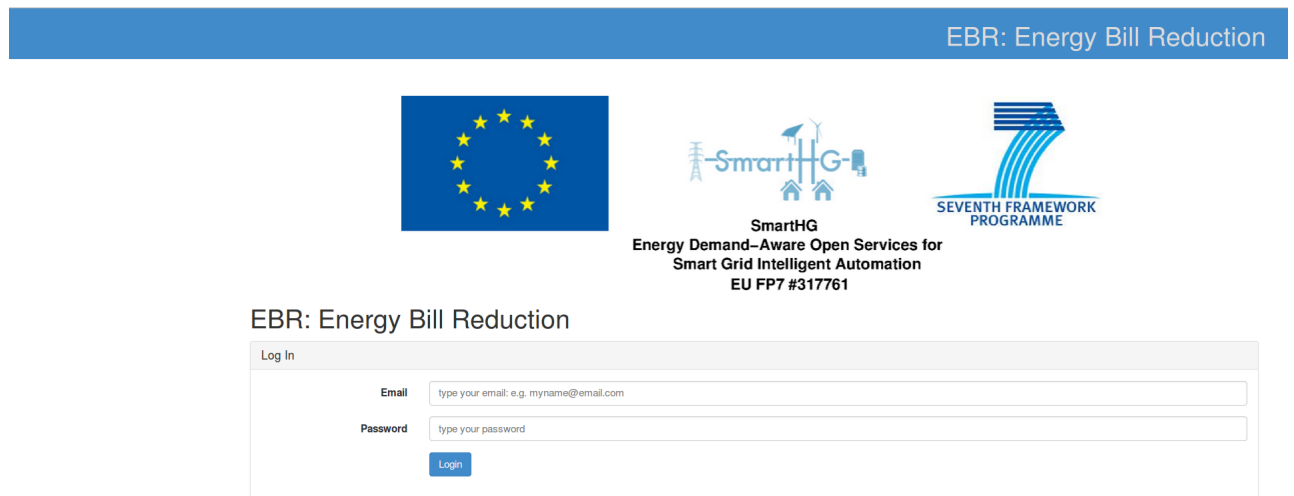 EBR: Energy Bill Reduction
SmartHG
SEVENTH FRAMEWORK
PROGRAMME
SmartHG
Energy Demand–Aware Open Services for
Smart Grid Intelligent Automation
EU FP7 #317761
EBR: Energy Bill Reduction
Log In
Email
type your email: e.g. myname@email.com
Password
type your password
Login